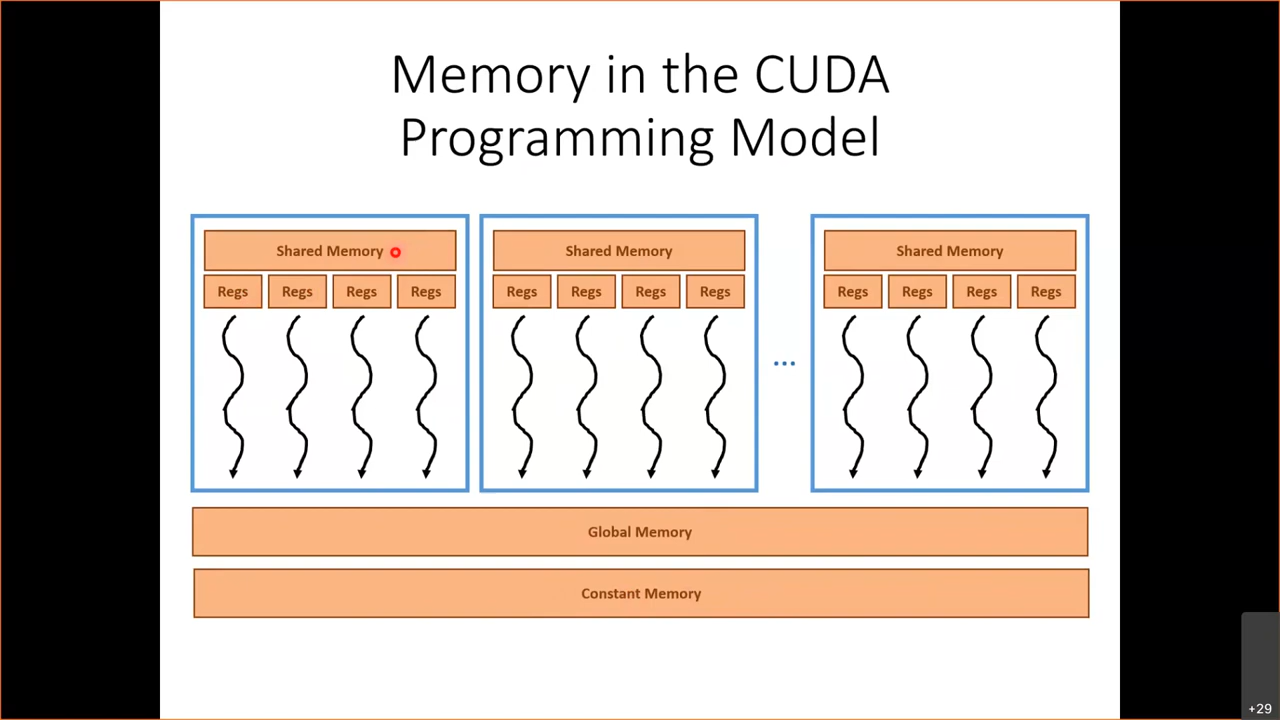 Memory in the CUDA
Programming Model
Shared Memory
Shared Memory
Shared Memory
Regs Regs Regs Regs
Regs Regs Regs Regs
Regs Regs Regs Regs
...
Global Memory
Constant Memory
+29